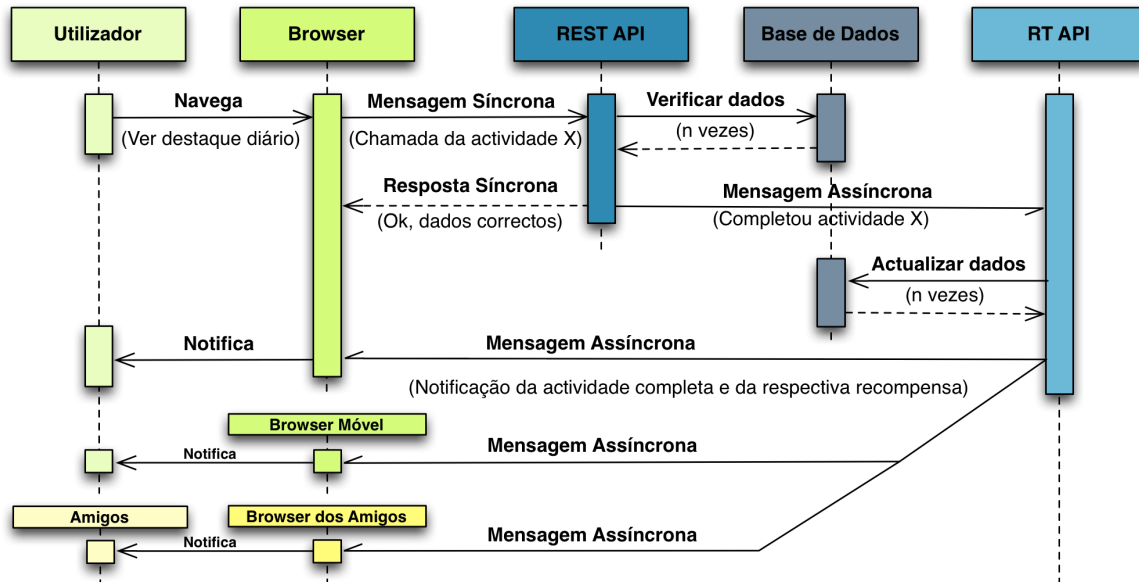 Utilizador
Browser
REST API
Base de Dados
RT API
Navega
(Ver destaque diário)
Mensagem Síncrona
(Chamada da actividade X)
Verificar dados
(n vezes)
Resposta Síncrona
(Ok, dados correctos)
Mensagem Assíncrona
(Completou actividade X)
Actualizar dados
(n vezes)
Notifica
Mensagem Assíncrona
(Notificação da actividade completa e da respectiva recompensa)
Browser Móvel
Notifica
Mensagem Assíncrona
Amigos
Browser dos Amigos
Notifica
Mensagem Assíncrona